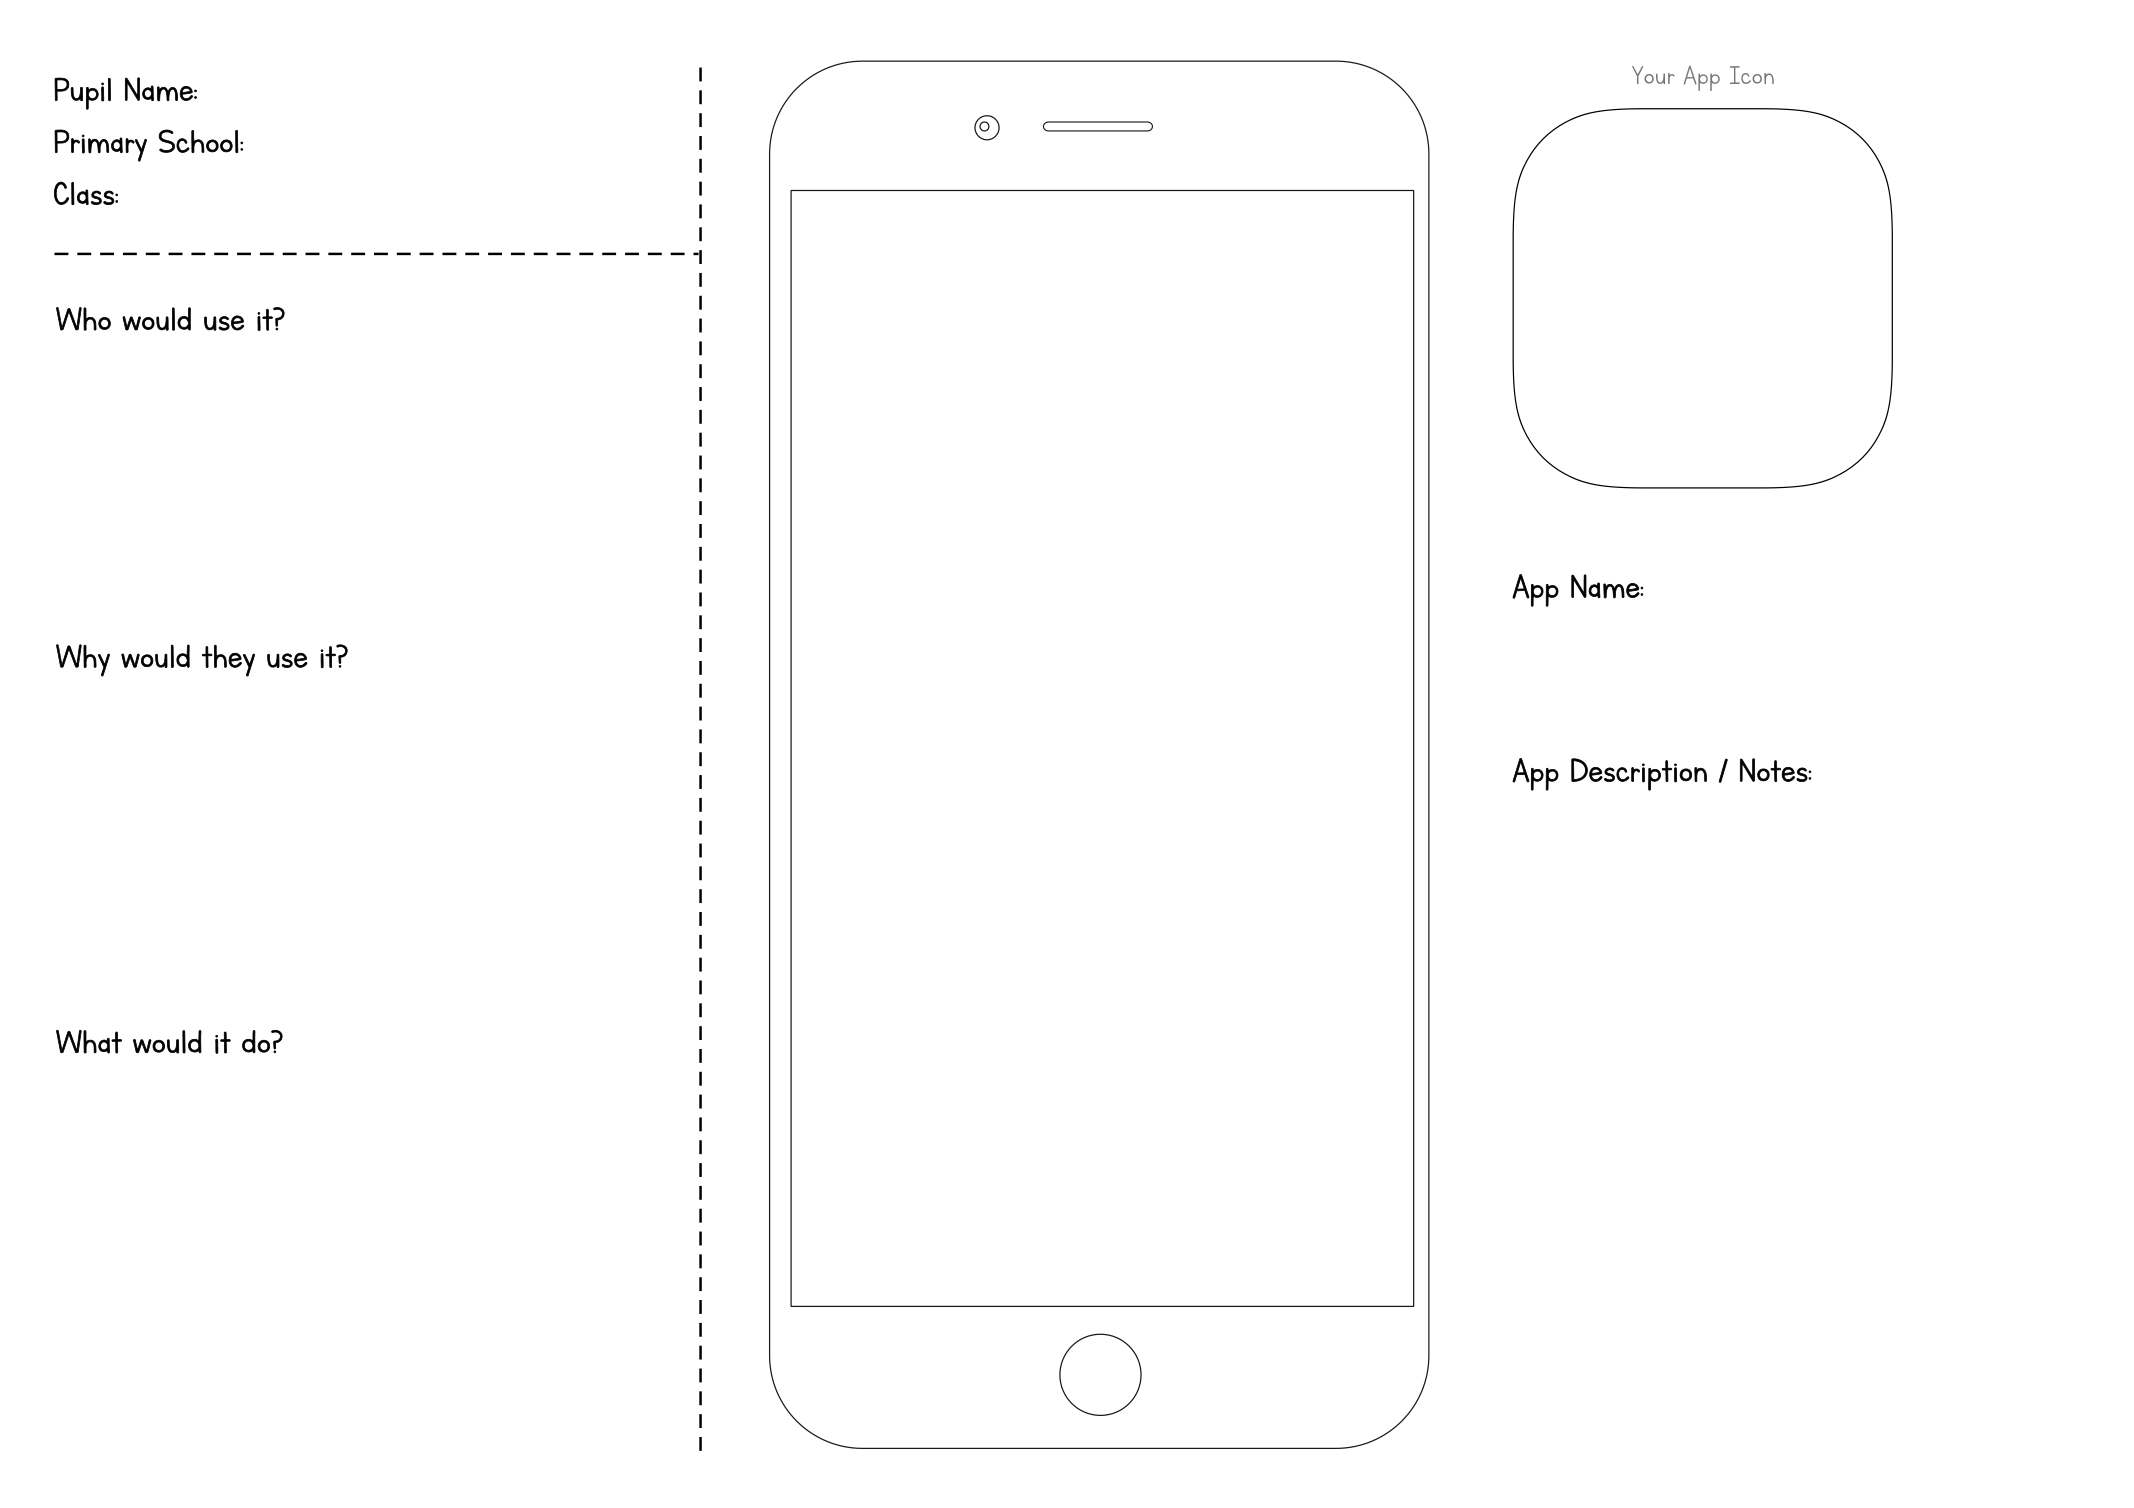 Pupil Name:
Primary School:
Class:
Who would use it?
Why would they use it?
What would it do?
Your App Icon
App Name:
App Description / Notes: